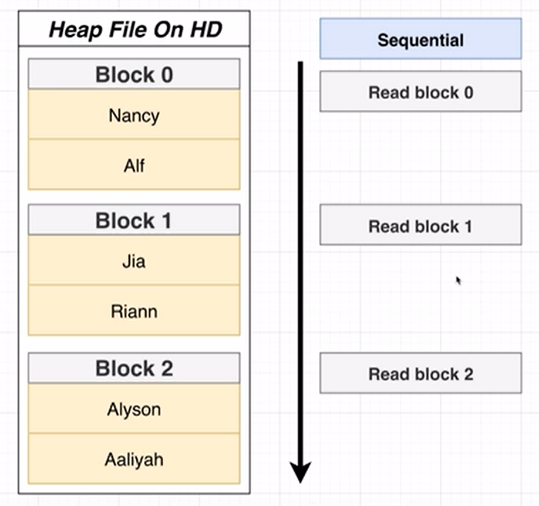 Heap File On HD
Sequential
Block 0
Read block 0
Nancy
Alf
Block 1
Read block 1
Jia
Riann
Block 2
Read block 2
Alyson
Aaliyah